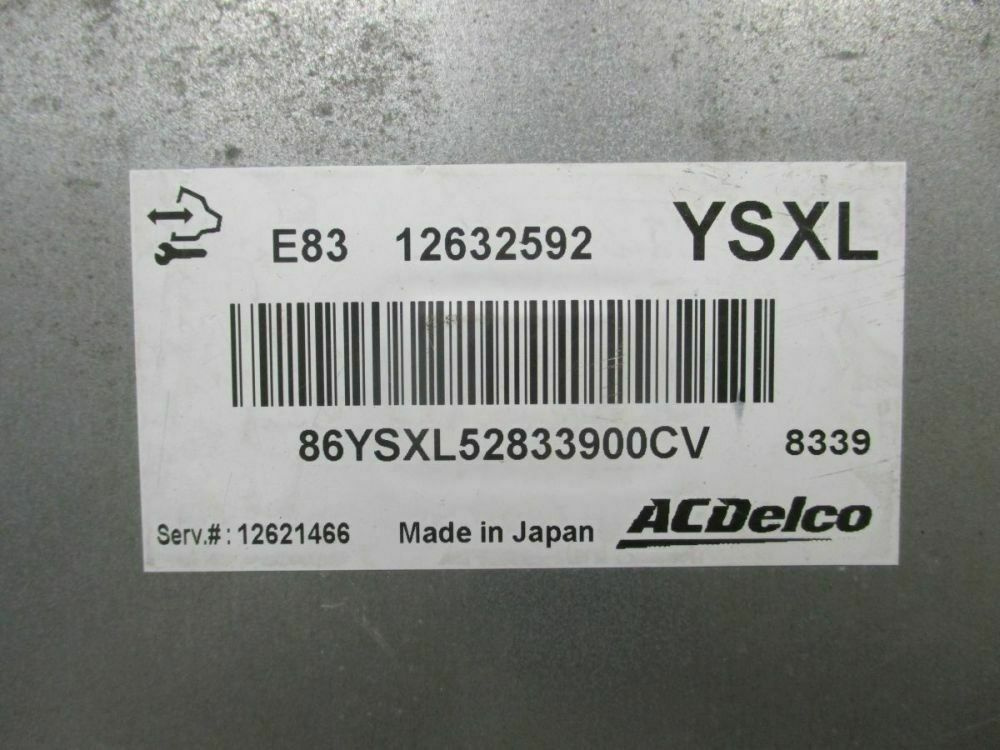 E83 12632592 YSXL
86YSXL52833900CV 8339
Serv.#: 12621466 Made in Japan ACDelco